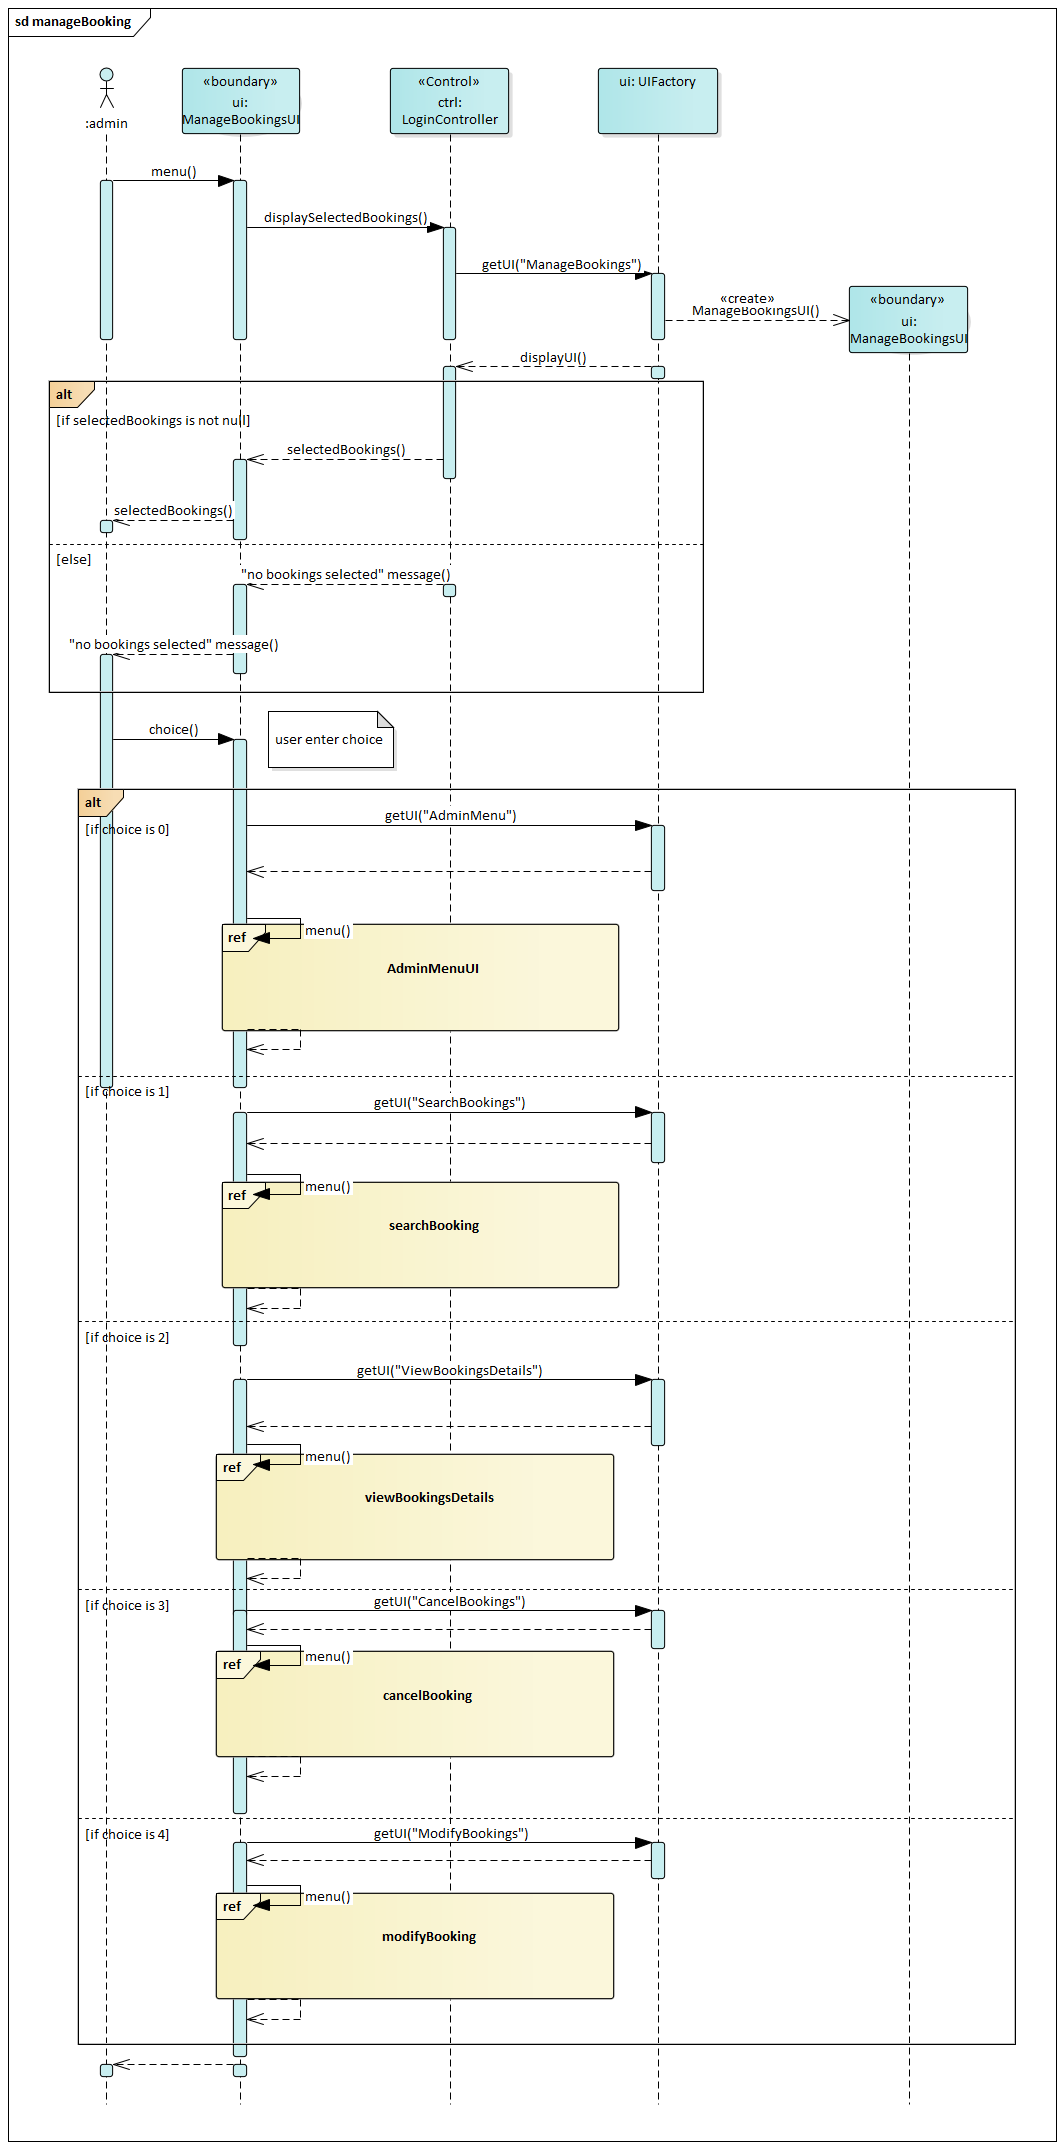 sd manageBooking
:admin
«boundary»
ui:
ManageBookingsUI
«Control»
ctrl:
LoginController
ui: UIFactory
menu()
displaySelectedBookings()
getUI("ManageBookings")
«create»
ManageBookingsUI()
«boundary»
ui:
ManageBookingsUI
displayUI()
alt
[if selectedBookings is not null]
selectedBookings()
selectedBookings()
[else]
"no bookings selected" message()
"no bookings selected" message()
choice()
user enter choice
alt
[if choice is 0]
getUI("AdminMenu")
menu()
ref
AdminMenuUI
[if choice is 1]
getUI("SearchBookings")
menu()
ref
searchBooking
[if choice is 2]
getUI("ViewBookingsDetails")
menu()
ref
viewBookingsDetails
[if choice is 3]
getUI("CancelBookings")
menu()
ref
cancelBooking
[if choice is 4]
getUI("ModifyBookings")
menu()
ref
modifyBooking